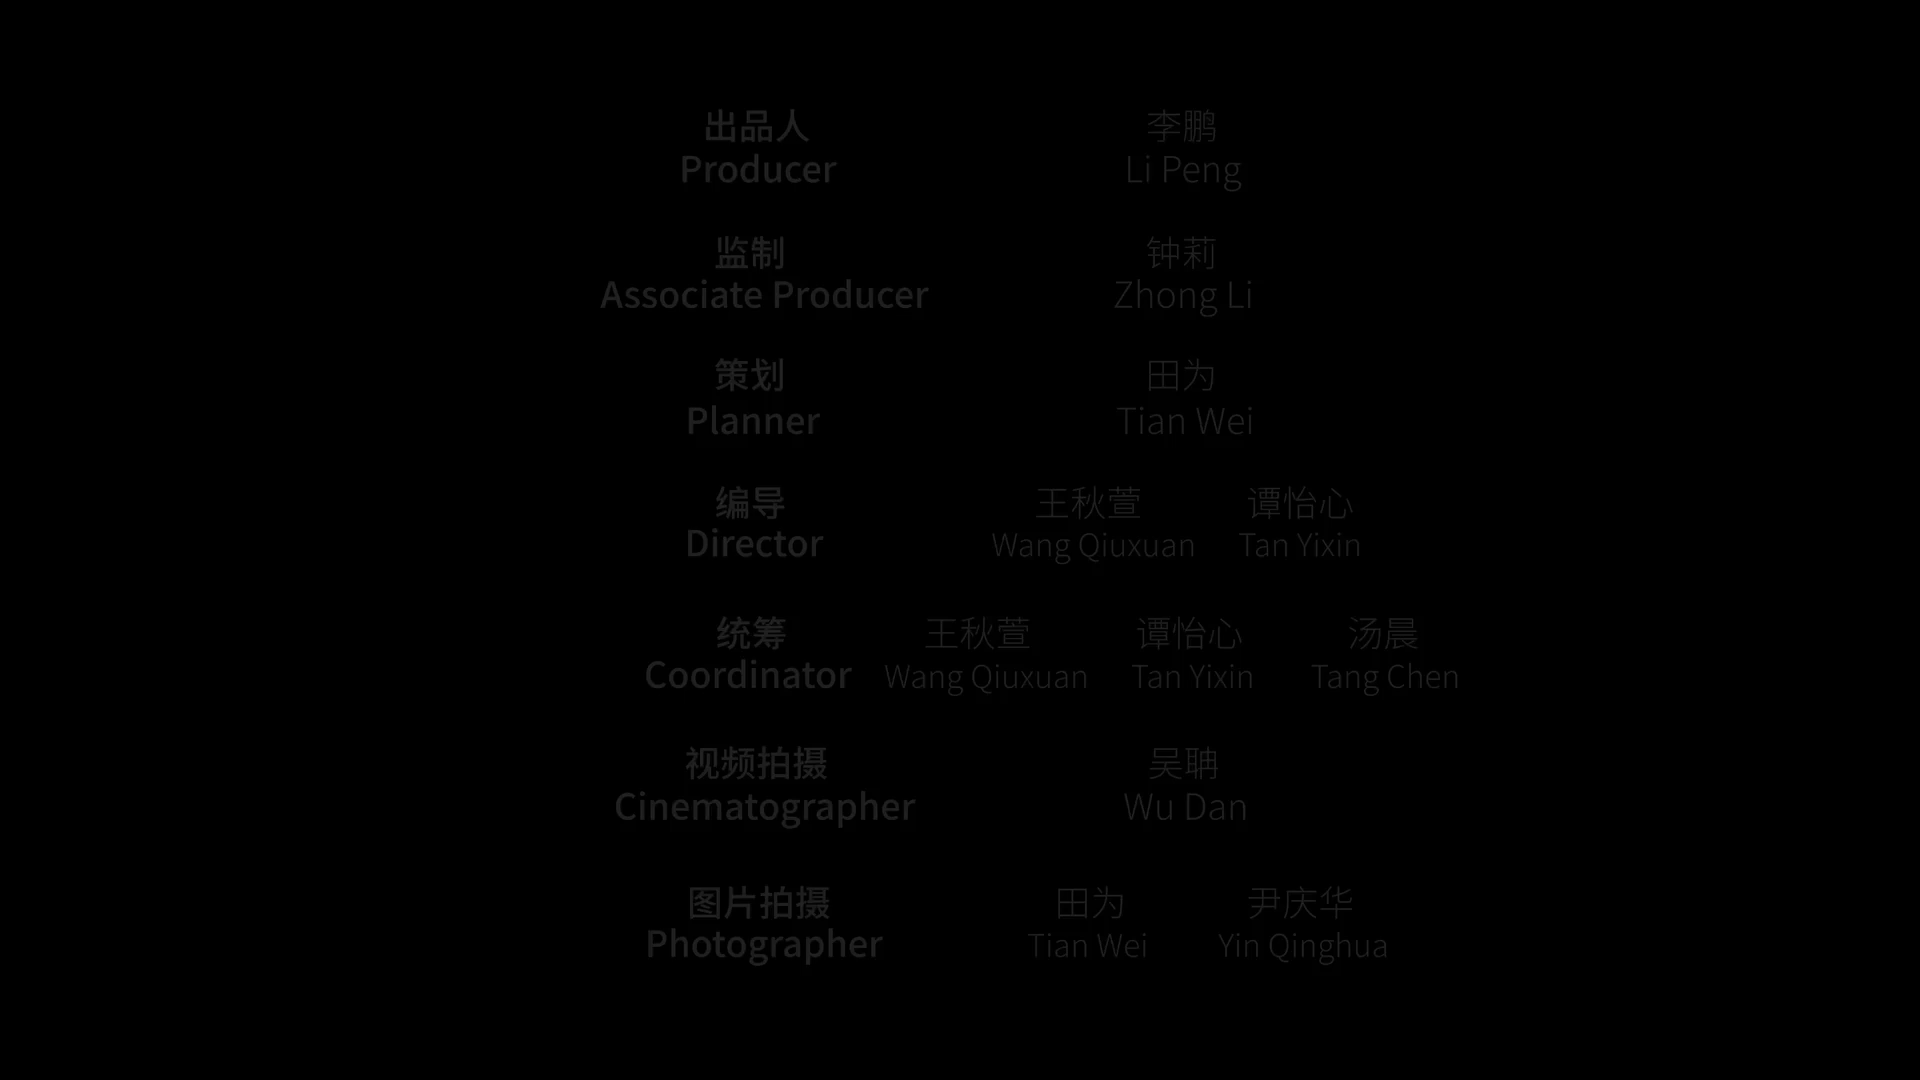 出品人 李鹏
Producer Li Peng
监制 钟莉
Associate Producer Zhong Li
策划 田为
Planner Tian Wei
编导 王秋萱 谭怡心
Director Wang Qiuxuan Tan Yixin
统筹 王秋萱 谭怡心 汤晨
Coordinator Wang Qiuxuan Tan Yixin Tang Chen
视频拍摄 吴聃
Cinematographer Wu Dan
图片拍摄 田为 尹庆华
Photographer Tian Wei Yin Qinghua